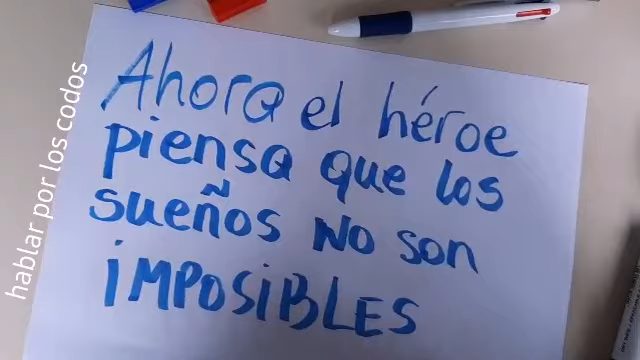 Ahora el héroe
piensa que los
sueños No son
iMPOSiBLES
hablar por los codos